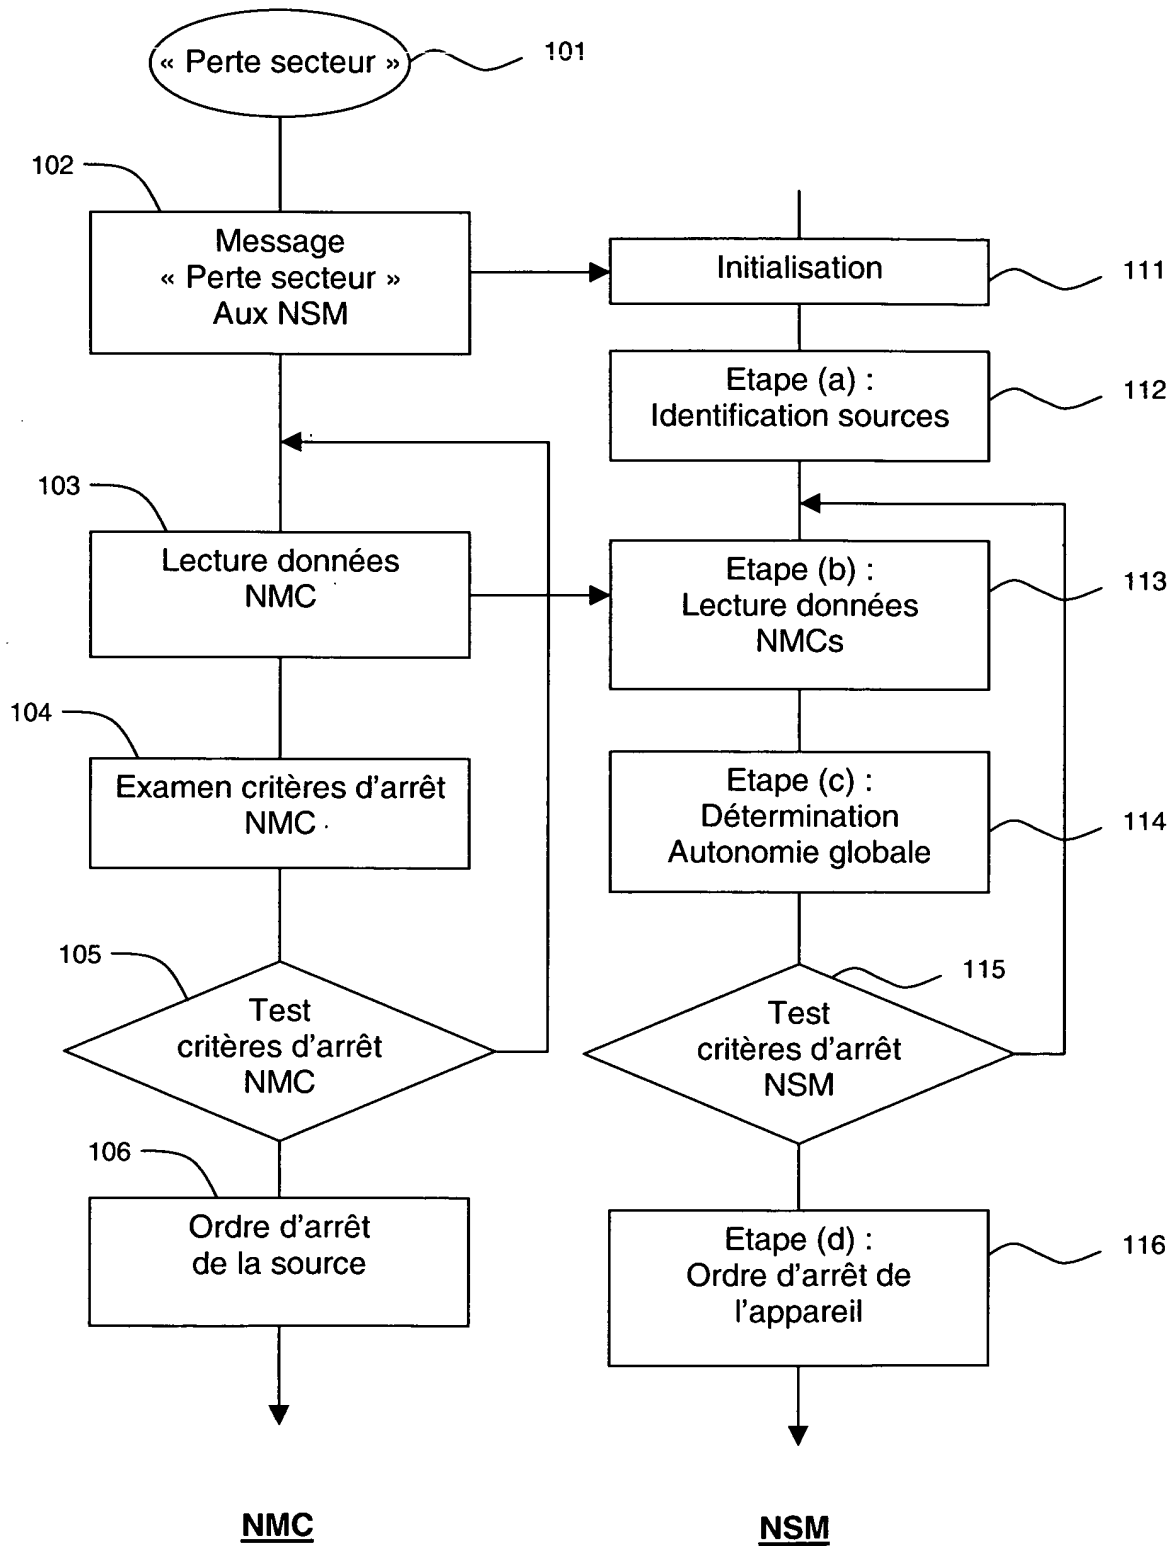 « Perte secteur »
101
102
Message
« Perte secteur »
Aux NSM
Initialisation
111
Etape (a) :
Identification sources
112
103
Lecture données
NMC
Etape (b) :
Lecture données
NMCs
113
104
Examen critères d'arrêt
NMC
Etape (c) :
Détermination
Autonomie globale
114
105
Test
critères d'arrêt
NMC
115
Test
critères d'arrêt
NSM
106
Ordre d'arrêt
de la source
Etape (d) :
Ordre d'arrêt de
l'appareil
116
NMC
NSM